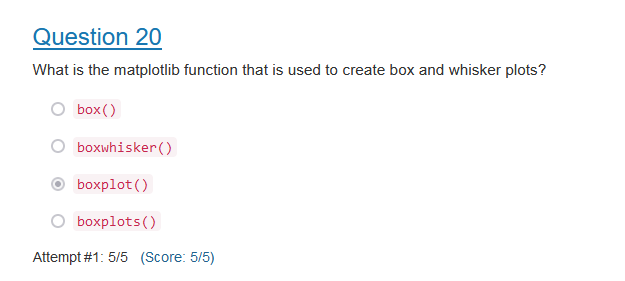 Question 20
What is the matplotlib function that is used to create box and whisker plots?
box()
boxwhisker()
boxplot()
boxplots()
Attempt #1: 5/5 (Score: 5/5)